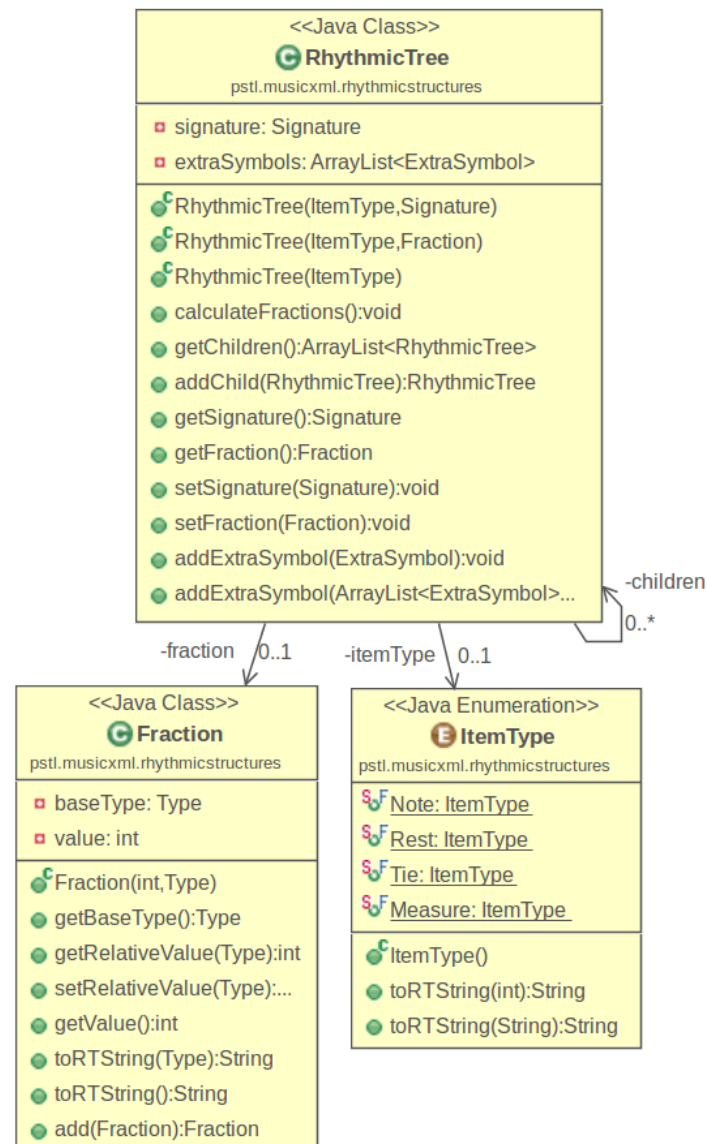 <<Java Class>>
RhythmicTree
pstl.musicxml.rhythmicstructures
signature: Signature
extraSymbols: ArrayList<ExtraSymbol>
RhythmicTree(ItemType,Signature)
RhythmicTree(ItemType,Fraction)
RhythmicTree(ItemType)
calculateFractions():void
getChildren():ArrayList<RhythmicTree>
addChild(RhythmicTree):RhythmicTree
getSignature():Signature
getFraction():Fraction
setSignature(Signature):void
setFraction(Fraction):void
addExtraSymbol(ExtraSymbol):void
addExtraSymbol(ArrayList<ExtraSymbol>...
-children
0..*
-fraction 0..1
-itemType 0..1
<<Java Class>>
Fraction
pstl.musicxml.rhythmicstructures
baseType: Type
value: int
Fraction(int,Type)
getBaseType():Type
getRelativeValue(Type):int
setRelativeValue(Type):...
getValue():int
toRTString(Type):String
toRTString():String
add(Fraction):Fraction
<<Java Enumeration>>
ItemType
pstl.musicxml.rhythmicstructures
Note: ItemType
Rest: ItemType
Tie: ItemType
Measure: ItemType
ItemType()
toRTString(int):String
toRTString(String):String